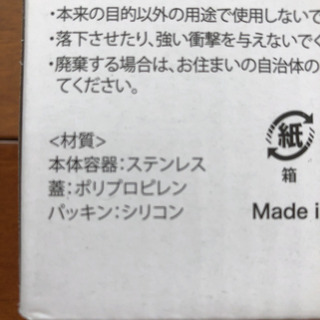 ・本来の目的以外の用途で使用しないで
・落下させたり、強い衝撃を与えないでく
・廃棄する場合は、お住まいの自治体の
てください。
<材質>
本体容器：ステンレス
蓋：ポリプロピレン
パッキン：シリコン
紙
箱
Made i